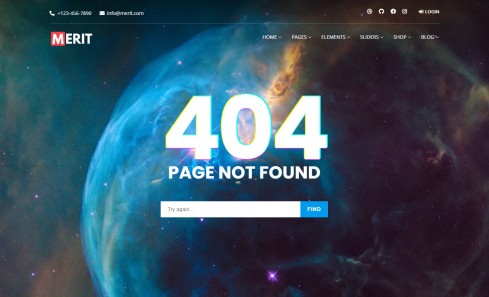 +123-456-7890 info@merit.com LOGIN
MERIT HOME PAGES ELEMENTS SLIDERS SHOP BLOG
404
PAGE NOT FOUND
Try again... FIND